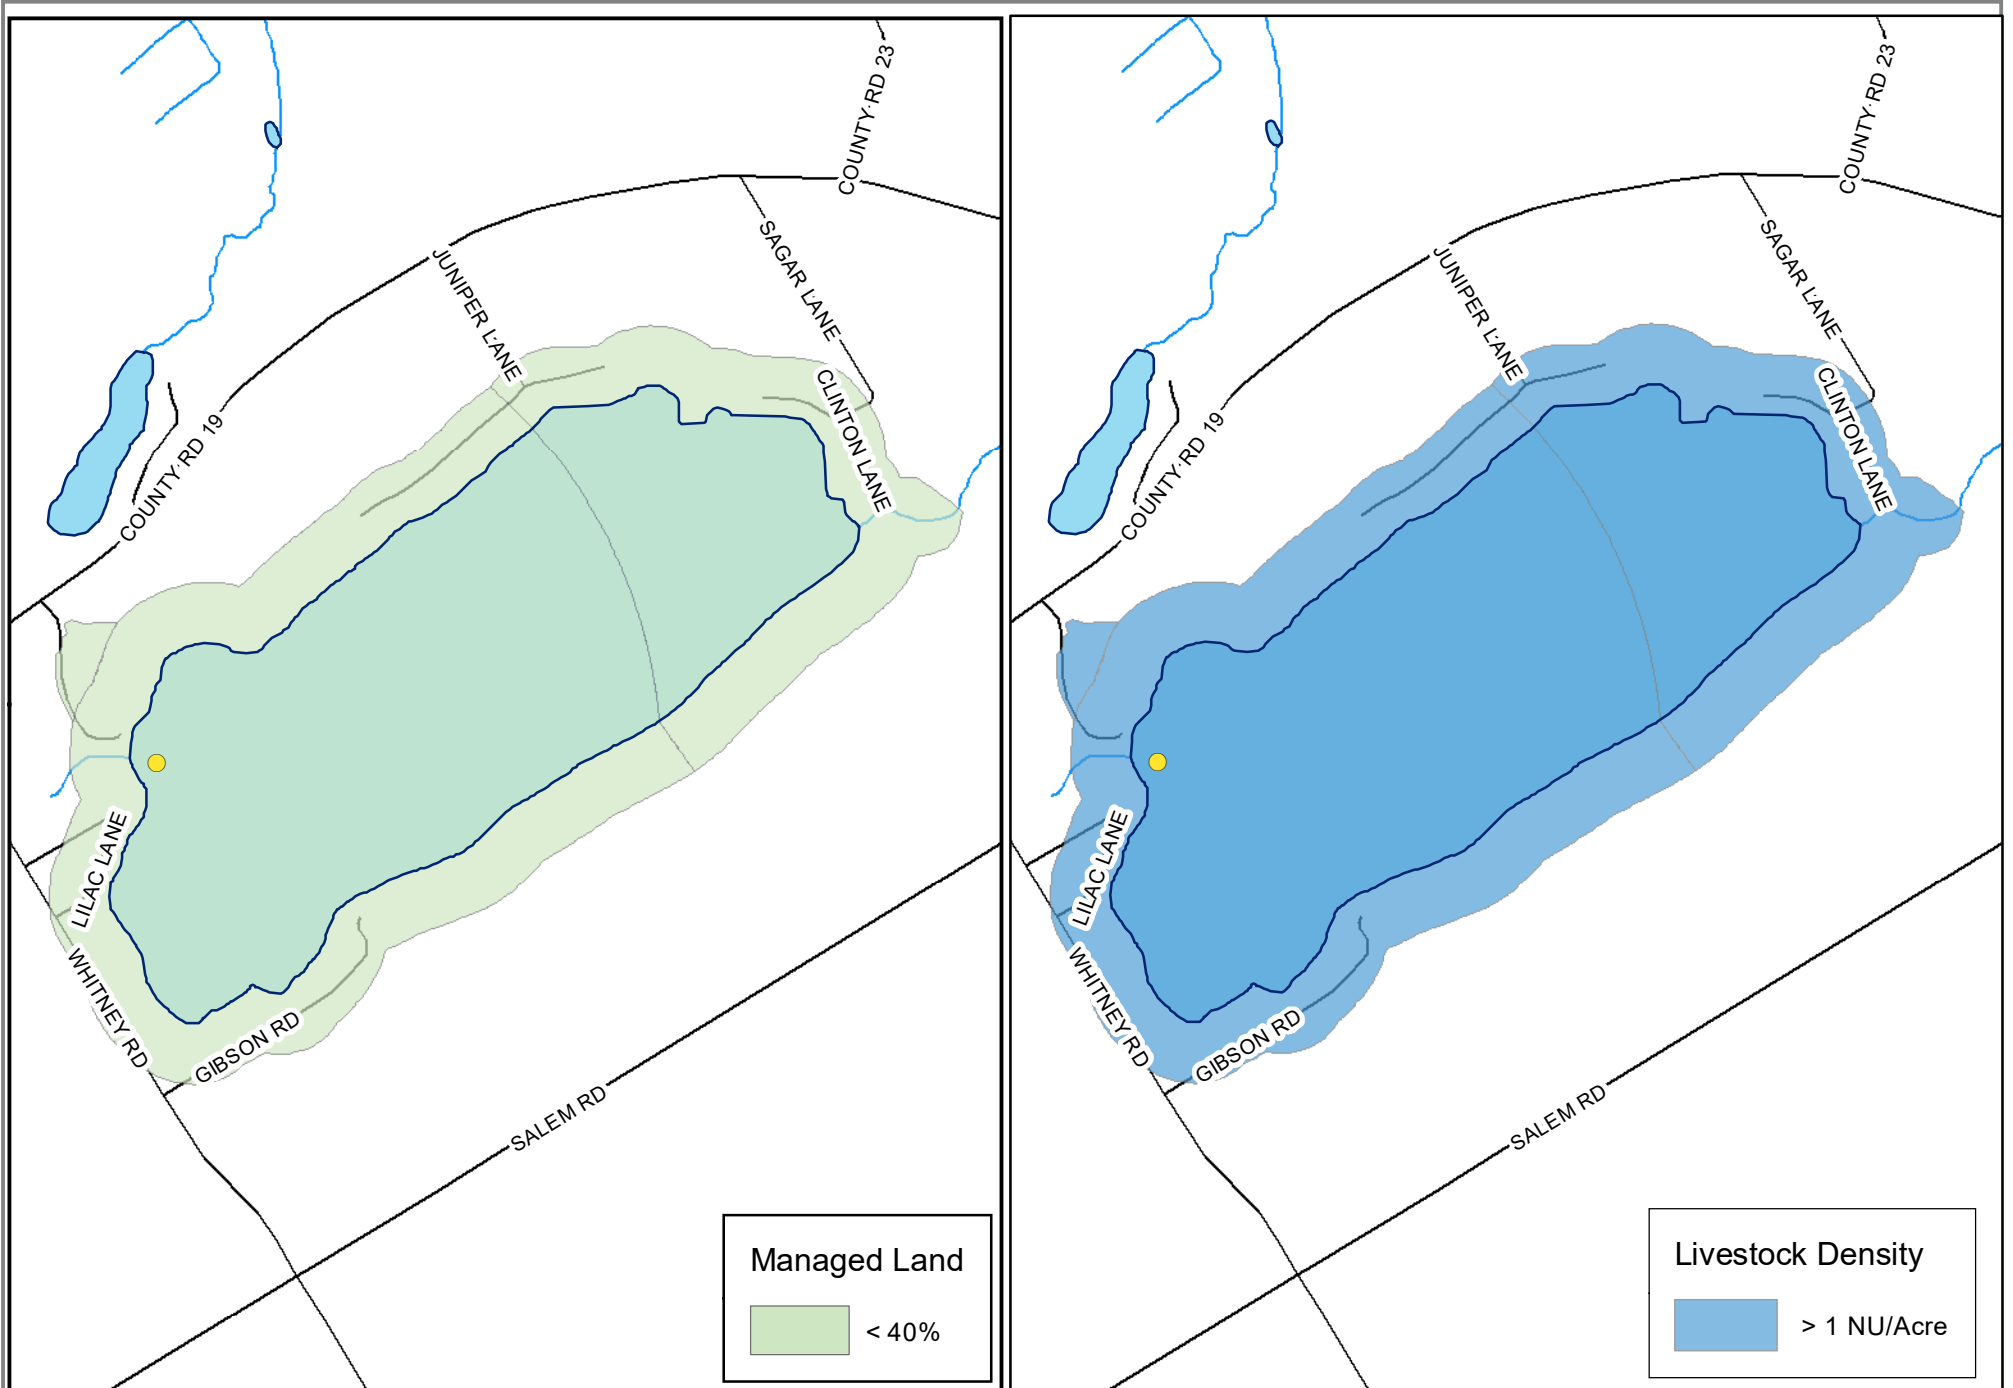 COUNTY RD 23
SAGAR LANE
JUNIPER LANE
CLINTON LANE
COUNTY RD 19
LILAC LANE
WHITNEY RD
GIBSON RD
SALEM RD
Managed Land
< 40%
COUNTY RD 23
SAGAR LANE
JUNIPER LANE
CLINTON LANE
COUNTY RD 19
LILAC LANE
WHITNEY RD
GIBSON RD
SALEM RD
Livestock Density
> 1 NU/Acre